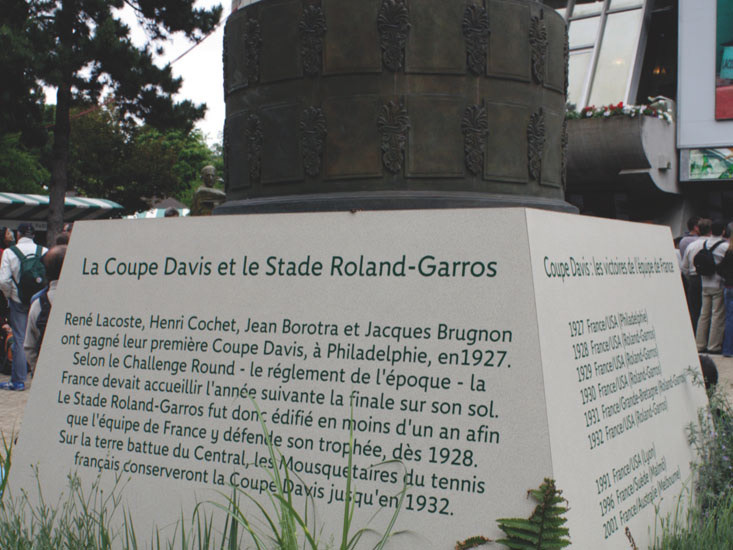 La Coupe Davis et le Stade Roland-Garros
René Lacoste, Henri Cochet, Jean Borotra et Jacques Brugnon
ont gagné leur première Coupe Davis, à Philadelphie, en1927.
Selon le Challenge Round - le réglement de l'époque - la
France devait accueillir l'année suivante la finale sur son sol.
Le Stade Roland-Garros fut donc édifié en moins d'un an afin
que l'équipe de France y défende son trophée, dès 1928.
Sur la terre battue du Central, les Mousquetaires du tennis
français conserveront la Coupe Davis jusqu'en 1932.
Coupe Davis : les victoires de l'équipe de France
1927 France/USA (Philadelphie)
1928 France/USA (Roland-Garros)
1929 France/USA (Roland-Garros)
1930 France/USA (Roland-Garros)
1931 France/Grande-Bretagne (Roland-Garros)
1932 France/USA (Roland-Garros)
1991 France/USA (Lyon)
1996 France/Suède (Malmö)
2001 France/Australie (Melbourne)